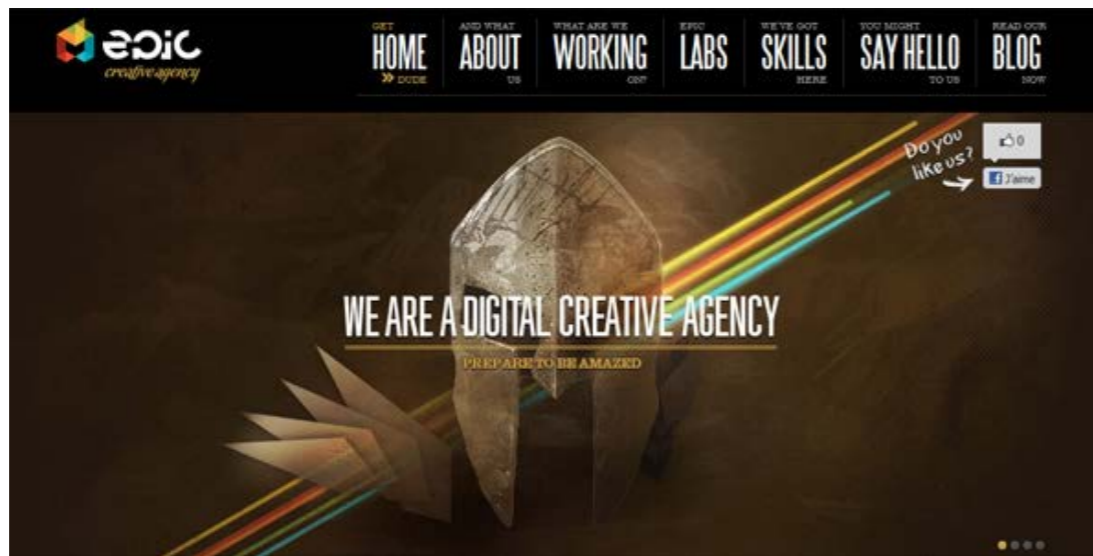 epic
creative agency
GET
HOME
DUDE
AND WHAT
ABOUT
US
WHAT ARE WE
WORKING
ON?
EPIC
LABS
WE'VE GOT
SKILLS
HERE
YOU MIGHT
SAY HELLO
TO US
READ OUR
BLOG
NOW
Do you
like us?
0
J'aime
WE ARE A DIGITAL CREATIVE AGENCY
PREPARE TO BE AMAZED